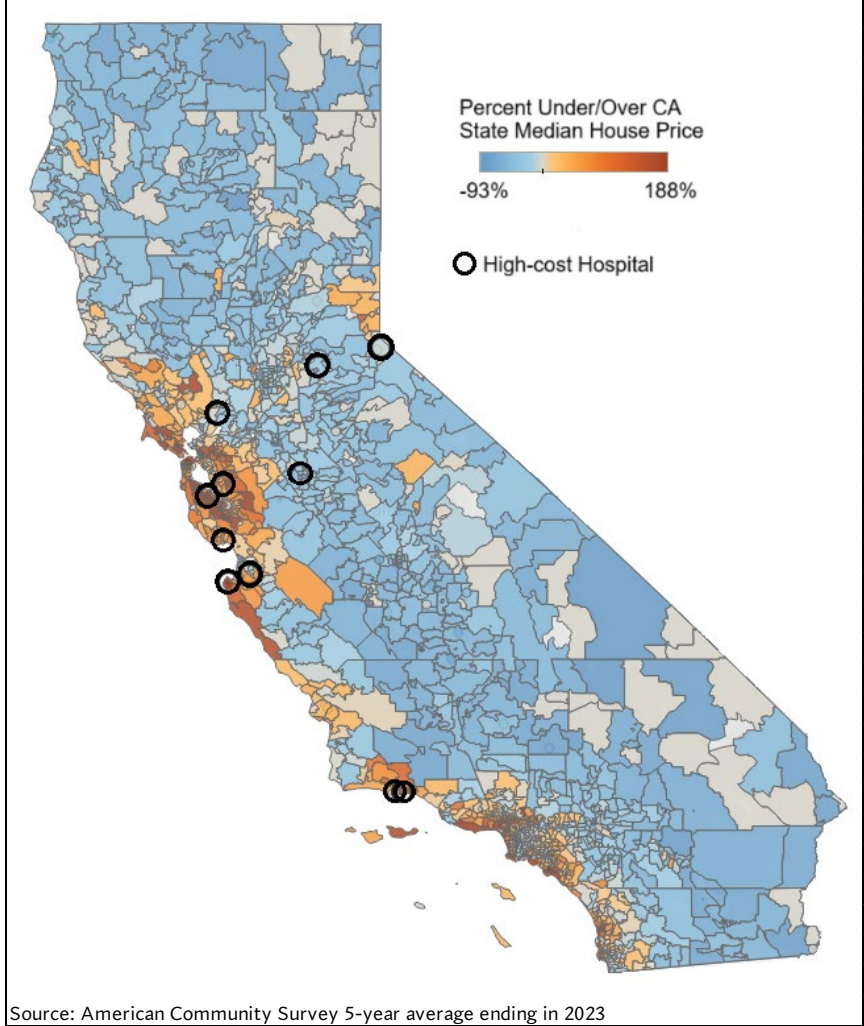 Percent Under/Over CA
State Median House Price
-93% 188%
High-cost Hospital
Source: American Community Survey 5-year average ending in 2023